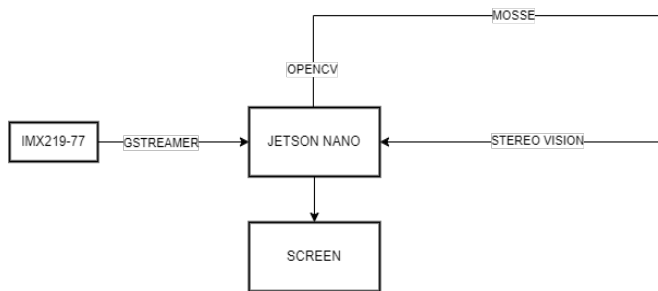 MOSSE
OPENCV
IMX219-77
GSTREAMER
JETSON NANO
STEREO VISION
SCREEN